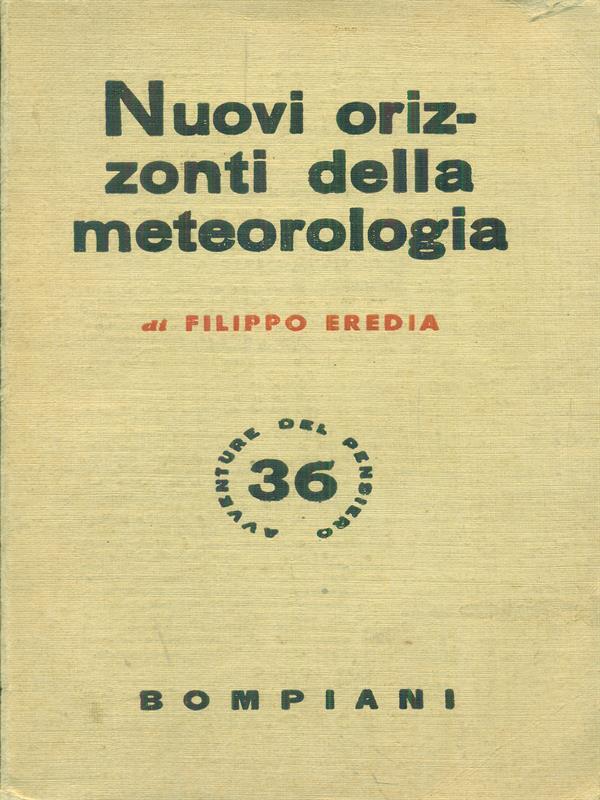 Nuovi oriz-
zonti della
meteorologia
di FILIPPO EREDIA
AVVENTURE DEL PENSIERO
36
BOMPIANI